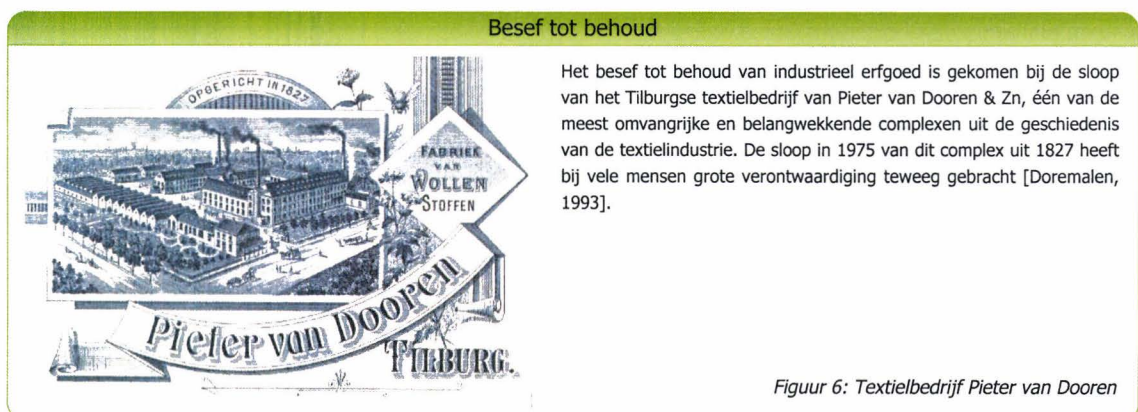 Besef tot behoud
OPGERICHT IN 1827
FABRIEK
VAN
WOLLEN
STOFFEN
Pieter van Dooren
TILBURG.
Het besef tot behoud van industrieel erfgoed is gekomen bij de sloop
van het Tilburgse textielbedrijf van Pieter van Dooren & Zn, één van de
meest omvangrijke en belangwekkende complexen uit de geschiedenis
van de textielindustrie. De sloop in 1975 van dit complex uit 1827 heeft
bij vele mensen grote verontwaardiging teweeg gebracht [Doremalen,
1993].
Figuur 6: Textielbedrijf Pieter van Dooren